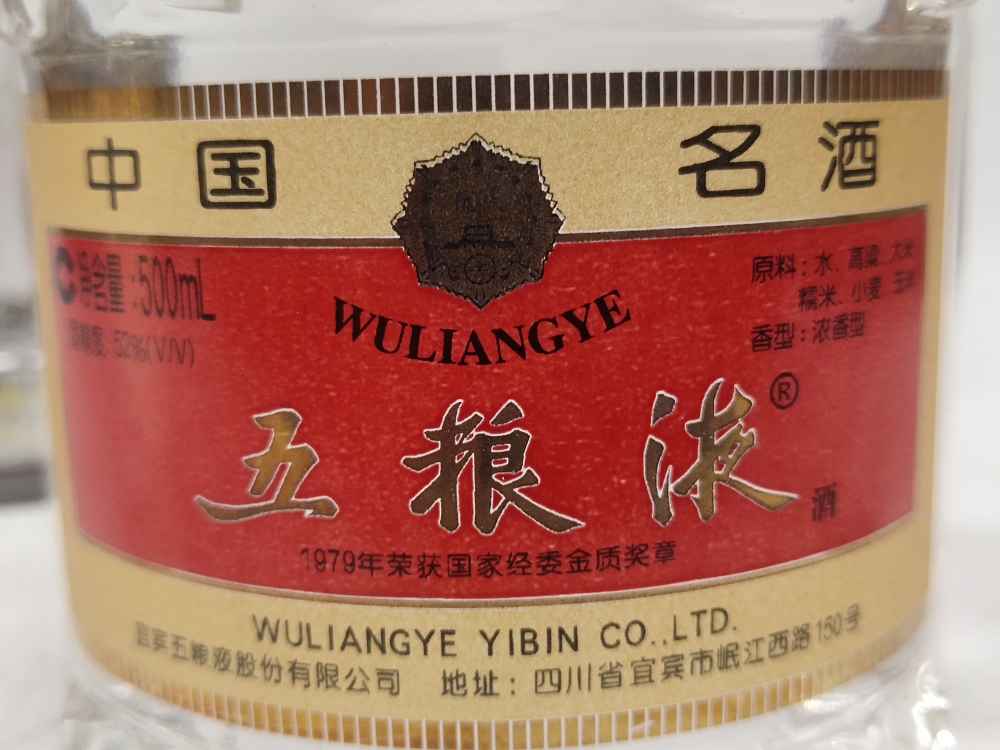 中国名酒
净含量:500mL
酒精度:52%(V/V)
原料:水、高粱、大米
糯米、小麦、玉米
香型:浓香型
WULIANGYE
五粮液®
酒
1979年荣获国家经委金质奖章
WULIANGYE YIBIN CO.,LTD.
宜宾五粮液股份有限公司 地址:四川省宜宾市岷江西路150号